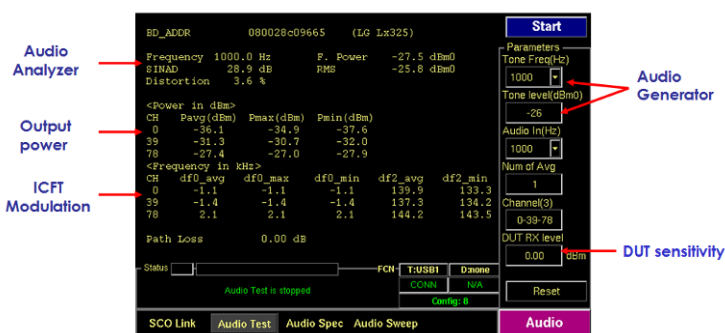 BD_ADDR 080028c09665 (LG Lx325)
Frequency 1000.0 Hz F. Power -27.5 dBm0
SINAD 28.9 dB RMS -25.8 dBm0
Distortion 3.6 %
<Power in dBm>
CH Pavg(dBm) Pmax(dBm) Pmin(dBm)
0 -36.1 -34.9 -37.6
39 -31.3 -30.7 -32.0
78 -27.4 -27.0 -27.9
<Frequency in kHz>
CH df0_avg df0_max df0_min df2_avg df2_min
0 -1.1 -1.1 -1.1 139.9 133.3
39 -1.4 -1.4 -1.4 137.3 134.2
78 2.1 2.1 2.1 144.2 143.5
Path Loss 0.00 dB
Status
Audio Test is stopped
FCN T:USB1 D:none
CONN N/A
Config: 8
SCO Link Audio Test Audio Spec Audio Sweep
Start
Parameters
Tone Freq(Hz)
1000
Tone level(dBm0)
-26
Audio In(Hz)
1000
Num of Avg
1
Channel(3)
0-39-78
DUT RX level
0.00 dBm
Reset
Audio
Audio
Analyzer
Output
power
ICFT
Modulation
Audio
Generator
DUT sensitivity